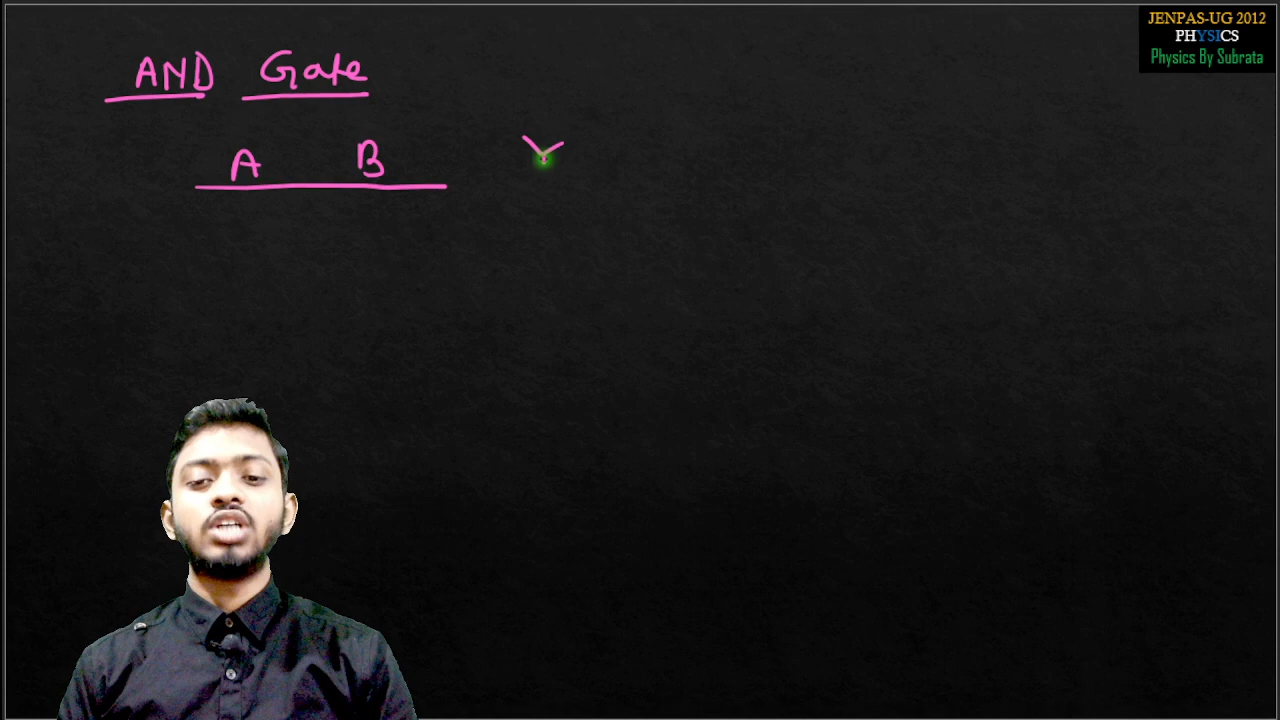 JENPAS-UG 2012
PHYSICS
Physics By Subrata
AND Gate
A B Y